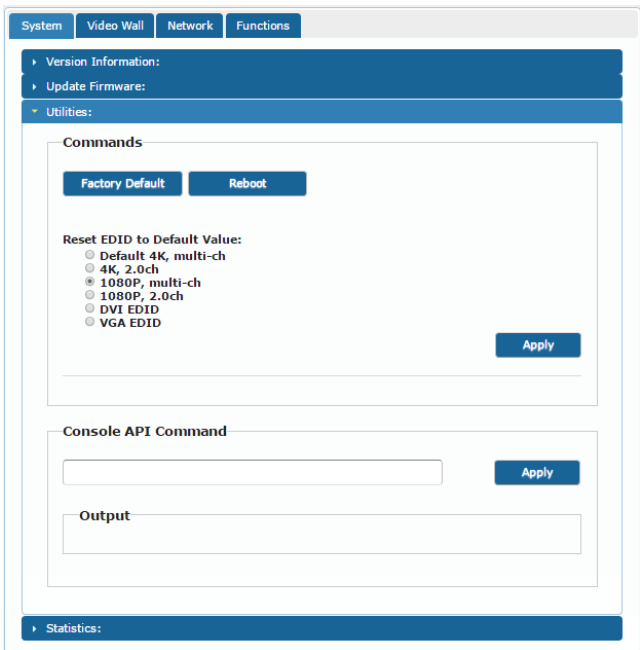 System Video Wall Network Functions
Version Information:
Update Firmware:
Utilities:
Commands
Factory Default Reboot
Reset EDID to Default Value:
Default 4K, multi-ch
4K, 2.0ch
1080P, multi-ch
1080P, 2.0ch
DVI EDID
VGA EDID
Apply
Console API Command
Apply
Output
Statistics: